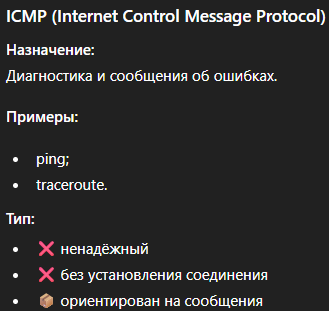 ICMP (Internet Control Message Protocol)
Назначение:
Диагностика и сообщения об ошибках.
Примеры:
• ping;
• traceroute.
Тип:
• ❌ ненадёжный
• ❌ без установления соединения
• 📦 ориентирован на сообщения